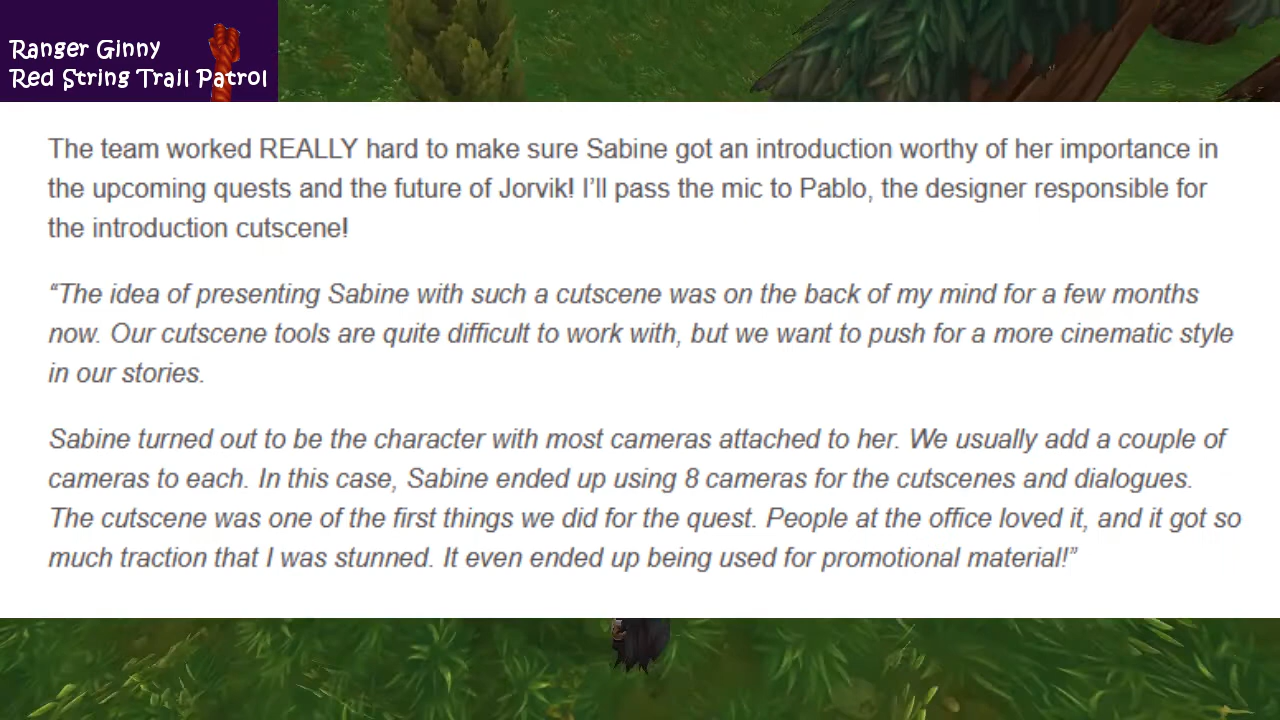 Ranger Ginny
Red String Trail Patrol
The team worked REALLY hard to make sure Sabine got an introduction worthy of her importance in
the upcoming quests and the future of Jorvik! I’ll pass the mic to Pablo, the designer responsible for
the introduction cutscene!
“The idea of presenting Sabine with such a cutscene was on the back of my mind for a few months
now. Our cutscene tools are quite difficult to work with, but we want to push for a more cinematic style
in our stories.
Sabine turned out to be the character with most cameras attached to her. We usually add a couple of
cameras to each. In this case, Sabine ended up using 8 cameras for the cutscenes and dialogues.
The cutscene was one of the first things we did for the quest. People at the office loved it, and it got so
much traction that I was stunned. It even ended up being used for promotional material!”